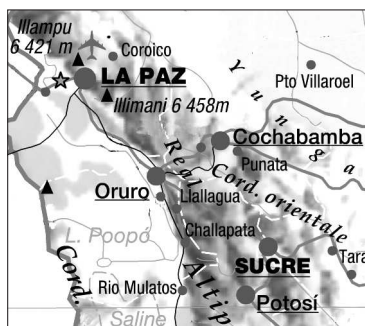 Illampu
6 421 m
Coroico
LA PAZ
Illimani 6 458m
Yunga
Pto Villaroel
Real
Cochabamba
Punata
Cord. orientale
Oruro
Llallagua
Challapata
L. Poopó
Cord.
SUCRE
Tara
Altip
Rio Mulatos
Potosí
Saline